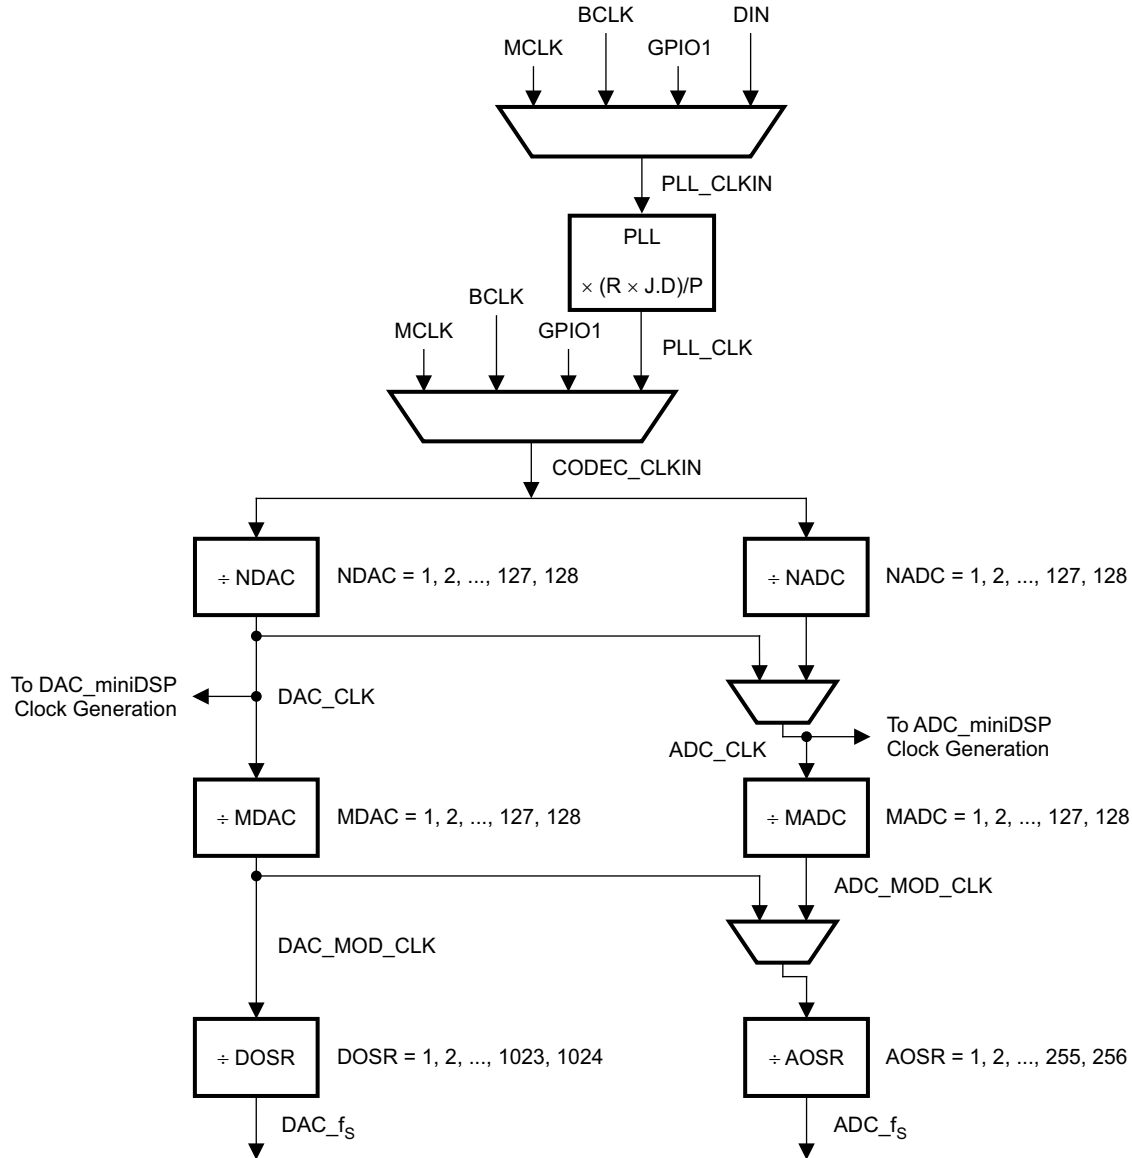 BCLK
DIN
MCLK
GPIO1
PLL_CLKIN
PLL
× (R × J.D)/P
BCLK
MCLK
GPIO1
PLL_CLK
CODEC_CLKIN
÷ NDAC
NDAC = 1, 2, ..., 127, 128
÷ NADC
NADC = 1, 2, ..., 127, 128
To DAC_miniDSP
Clock Generation
DAC_CLK
To ADC_miniDSP
Clock Generation
ADC_CLK
÷ MDAC
MDAC = 1, 2, ..., 127, 128
÷ MADC
MADC = 1, 2, ..., 127, 128
ADC_MOD_CLK
DAC_MOD_CLK
÷ DOSR
DOSR = 1, 2, ..., 1023, 1024
÷ AOSR
AOSR = 1, 2, ..., 255, 256
DAC_fS
ADC_fS